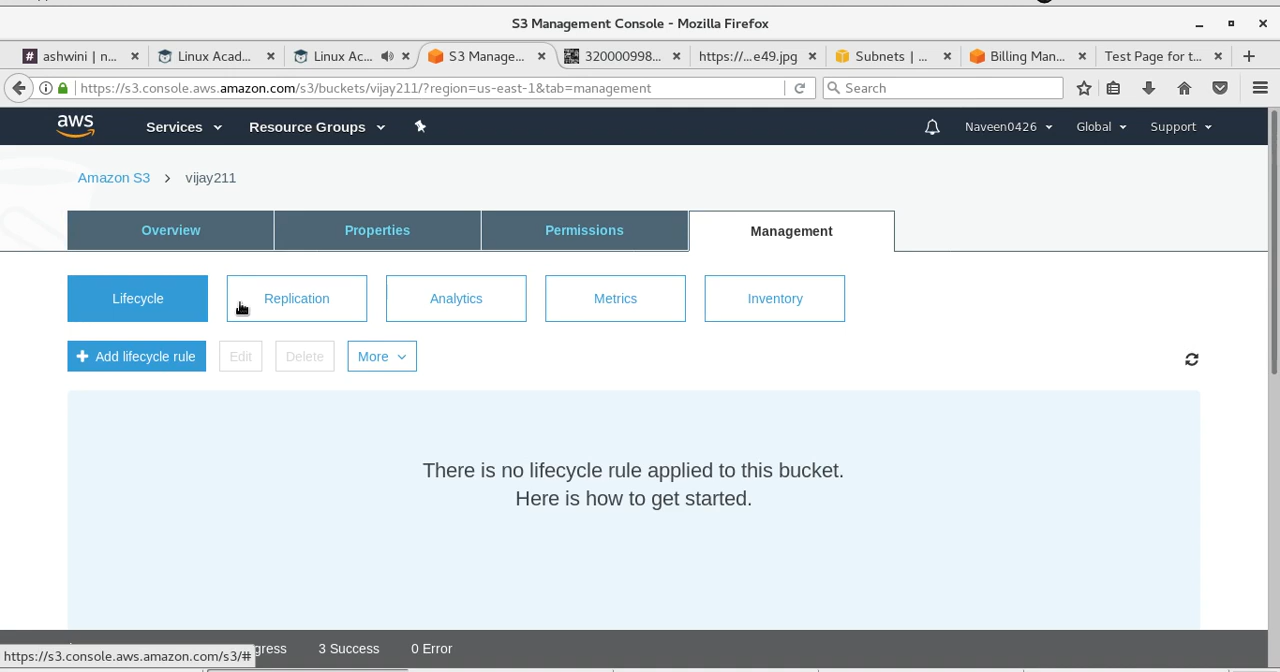 S3 Management Console - Mozilla Firefox
ashwini | n...
Linux Acad...
Linux Ac...
S3 Manage...
320000998...
https://...e49.jpg
Subnets | ...
Billing Man...
Test Page for t...
https://s3.console.aws.amazon.com/s3/buckets/vijay211/?region=us-east-1&tab=management
Search
aws
Services
Resource Groups
Naveen0426
Global
Support
Amazon S3 > vijay211
Overview
Properties
Permissions
Management
Lifecycle
Replication
Analytics
Metrics
Inventory
+ Add lifecycle rule
Edit
Delete
More
There is no lifecycle rule applied to this bucket.
Here is how to get started.
gress
3 Success
0 Error
https://s3.console.aws.amazon.com/s3/#